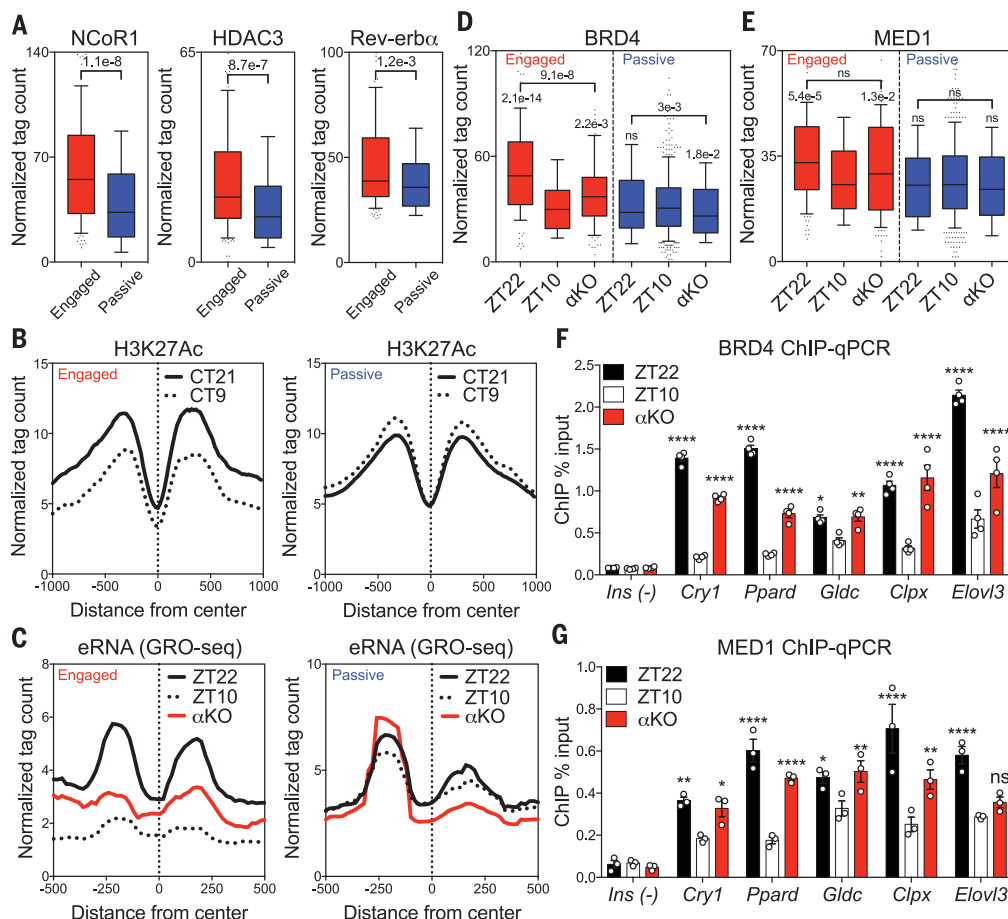 A
NCoR1
HDAC3
Rev-erbα
Normalized tag count
140
70
0
1.1e-8
Engaged
Passive
Normalized tag count
65
0
8.7e-7
Engaged
Passive
Normalized tag count
100
50
0
1.2e-3
Engaged
Passive
D
BRD4
Normalized tag count
120
60
0
Engaged
Passive
2.1e-14
9.1e-8
2.2e-3
ns
3e-3
1.8e-2
ZT22
ZT10
αKO
ZT22
ZT10
αKO
E
MED1
Normalized tag count
70
35
0
Engaged
Passive
5.4e-5
ns
1.3e-2
ns
ns
ns
ZT22
ZT10
αKO
ZT22
ZT10
αKO
B
H3K27Ac
Normalized tag count
15
10
5
0
Engaged
CT21
CT9
-1000 -500 0 500 1000
Distance from center
H3K27Ac
Normalized tag count
15
10
5
0
Passive
CT21
CT9
-1000 -500 0 500 1000
Distance from center
C
eRNA (GRO-seq)
Normalized tag count
8
6
4
2
0
Engaged
ZT22
ZT10
αKO
-500 -250 0 250 500
Distance from center
eRNA (GRO-seq)
Normalized tag count
10
5
0
Passive
ZT22
ZT10
αKO
-500 -250 0 250 500
Distance from center
F
BRD4 ChIP-qPCR
ChIP % input
2.5
2.0
1.5
1.0
0.5
0.0
ZT22
ZT10
αKO
**** **** **** **** * ** **** **** **** ****
Ins (-) Cry1 Ppard Gldc Clpx Elovl3
G
MED1 ChIP-qPCR
ChIP % input
0.8
0.6
0.4
0.2
0.0
ZT22
ZT10
αKO
** * **** **** * ** **** ** **** ns
Ins (-) Cry1 Ppard Gldc Clpx Elovl3